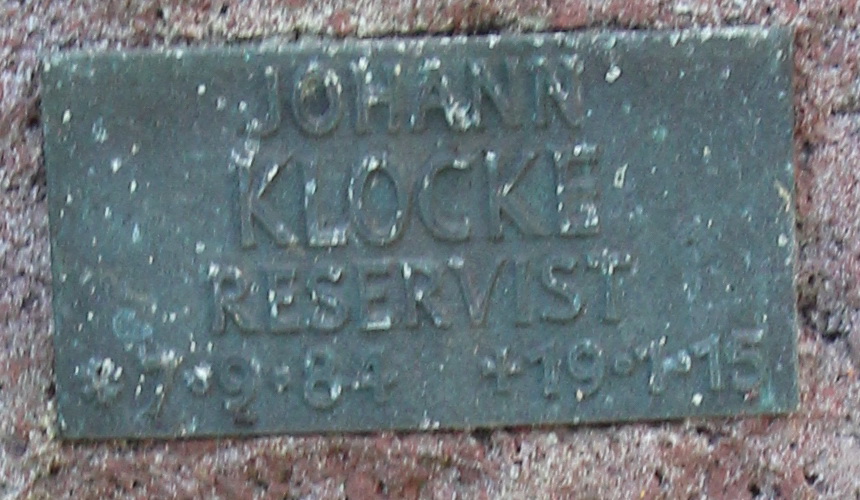 JOHANN
KLOCKE
RESERVIST
*7·9·84 +19·1·15